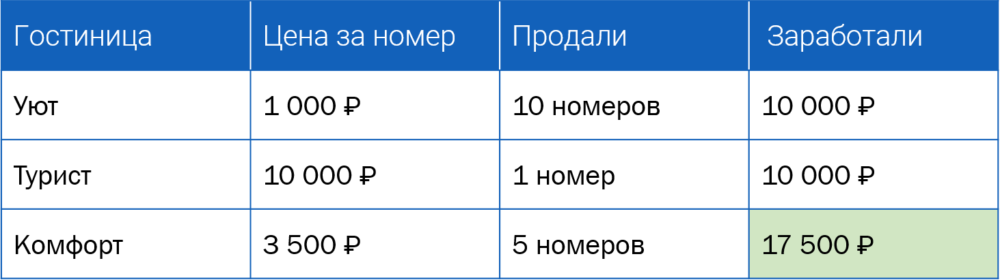 Гостиница Цена за номер Продали Заработали
Уют 1 000 ₽ 10 номеров 10 000 ₽
Турист 10 000 ₽ 1 номер 10 000 ₽
Комфорт 3 500 ₽ 5 номеров 17 500 ₽